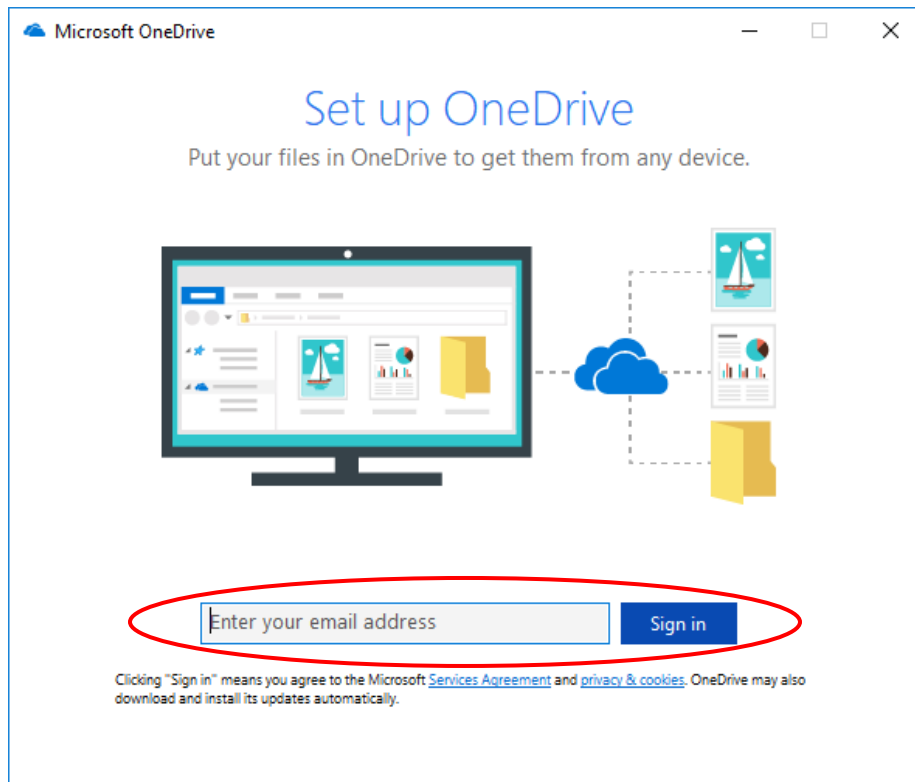 Microsoft OneDrive
Set up OneDrive
Put your files in OneDrive to get them from any device.
Enter your email address
Sign in
Clicking "Sign in" means you agree to the Microsoft Services Agreement and privacy & cookies. OneDrive may also
download and install its updates automatically.